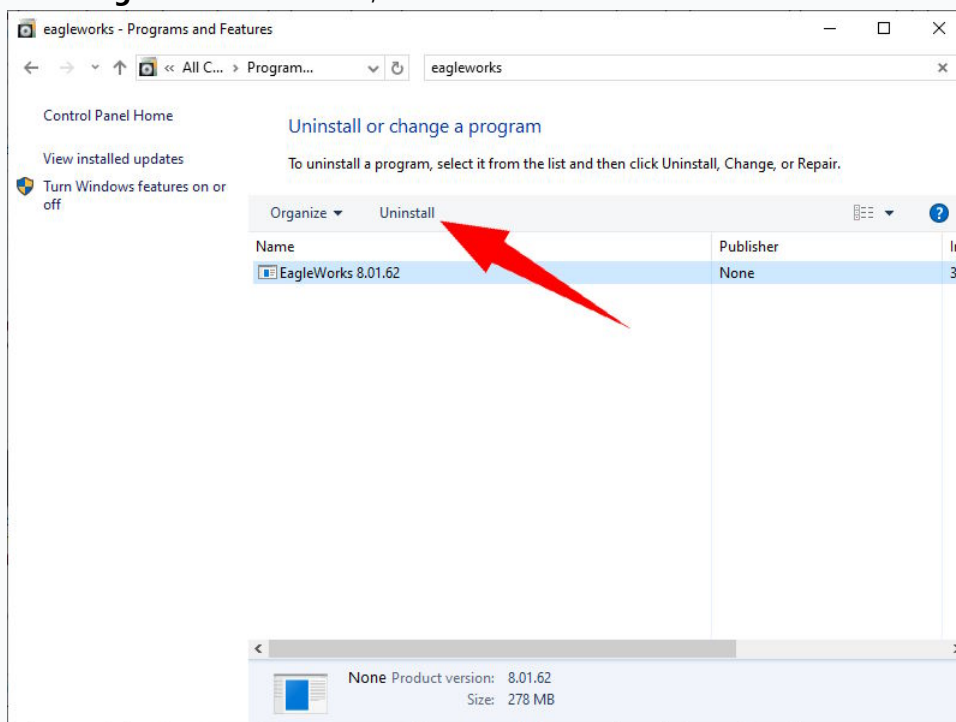 eagleworks - Programs and Features
« All C... › Program...
eagleworks
Control Panel Home
View installed updates
Turn Windows features on or
off
Uninstall or change a program
To uninstall a program, select it from the list and then click Uninstall, Change, or Repair.
Organize
Uninstall
Name
Publisher
EagleWorks 8.01.62
None
None Product version: 8.01.62
Size: 278 MB